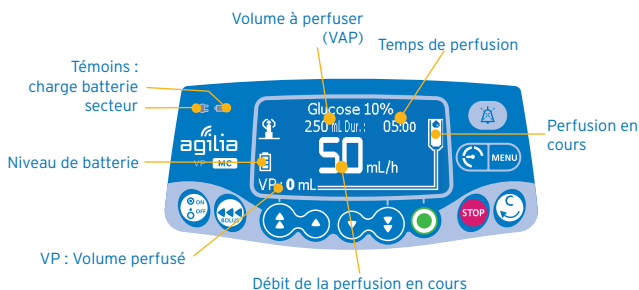 Volume à perfuser
(VAP)
Temps de perfusion
Témoins :
charge batterie
secteur
Glucose 10%
250 mL Dur.: 05:00
Perfusion en
cours
agilia
VP MC
50 mL/h
MENU
Niveau de batterie
VP: 0 mL
ON
OFF
BOLUS
STOP
C
VP : Volume perfusé
Débit de la perfusion en cours